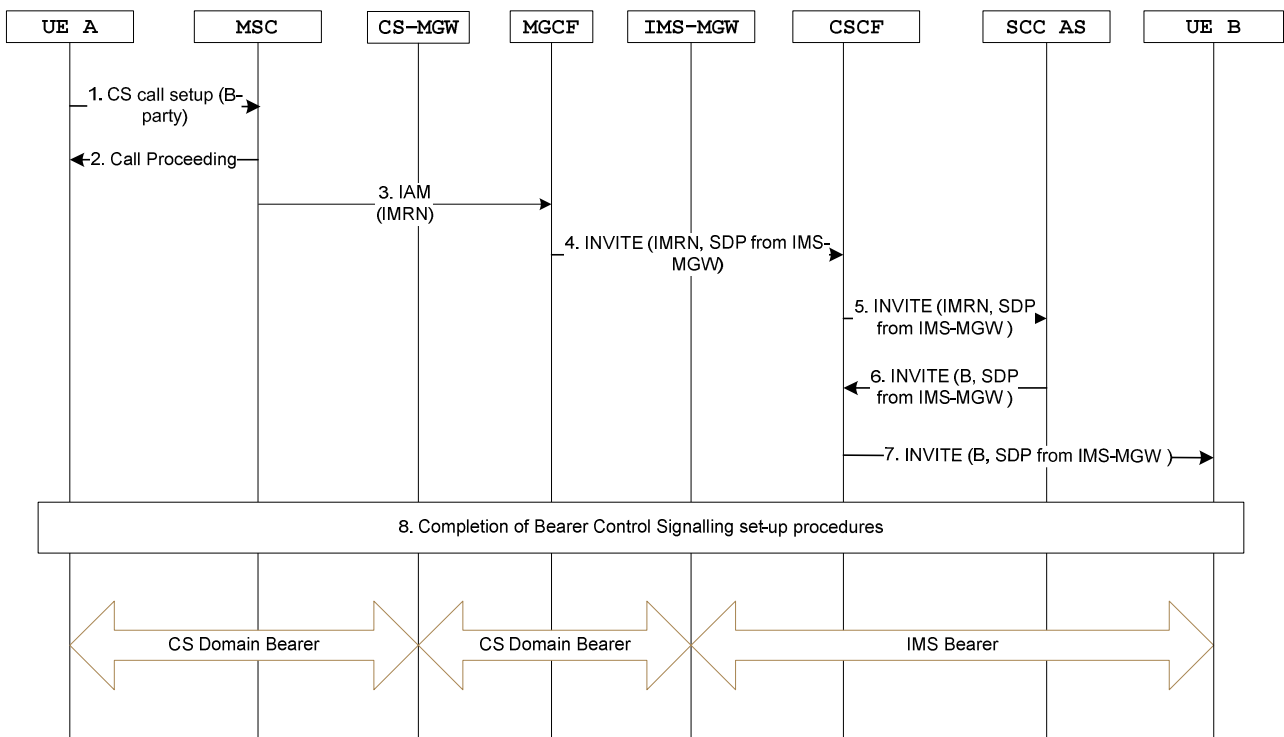 UE A
MSC
CS-MGW
MGCF
IMS-MGW
CSCF
SCC AS
UE B
1. CS call setup (B-
party)
2. Call Proceeding
3. IAM
(IMRN)
4. INVITE (IMRN, SDP from IMS-
MGW)
5. INVITE (IMRN, SDP
from IMS-MGW )
6. INVITE (B, SDP
from IMS-MGW)
7. INVITE (B, SDP from IMS-MGW )
8. Completion of Bearer Control Signalling set-up procedures
CS Domain Bearer
CS Domain Bearer
IMS Bearer